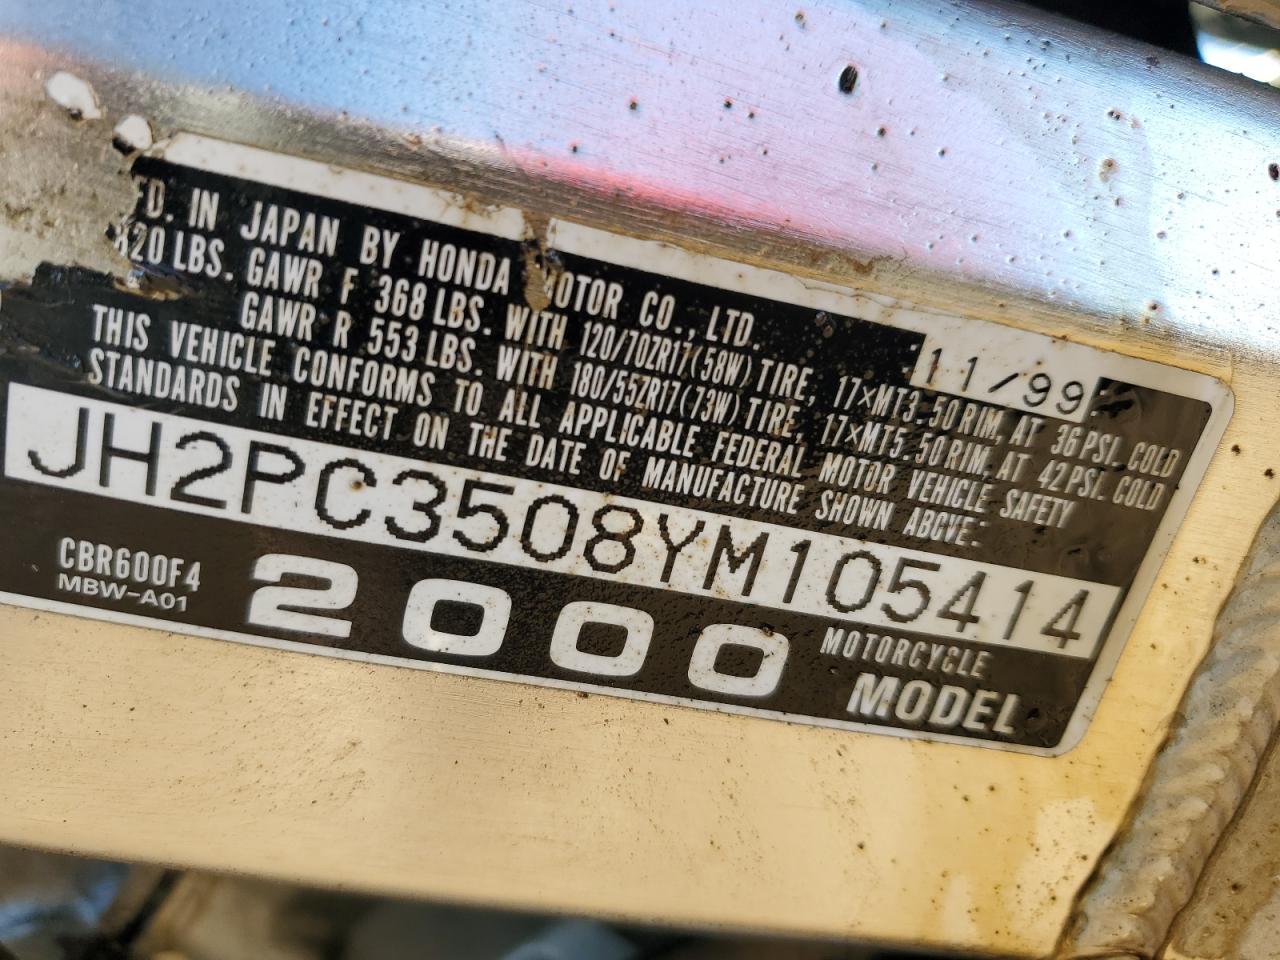 FD. IN JAPAN BY HONDA MOTOR CO., LTD.
11/99
820 LBS. GAWR F 368 LBS. WITH 120/70ZR17(58W) TIRE, 17×MT3.50 RIM, AT 36 PSI. COLD
GAWR R 553 LBS. WITH 180/55ZR17(73W) TIRE, 17×MT5.50 RIM, AT 42 PSI. COLD
THIS VEHICLE CONFORMS TO ALL APPLICABLE FEDERAL MOTOR VEHICLE SAFETY
STANDARDS IN EFFECT ON THE DATE OF MANUFACTURE SHOWN ABOVE:
JH2PC3508YM105414
CBR600F4
MBW-A01
2000
MOTORCYCLE
MODEL